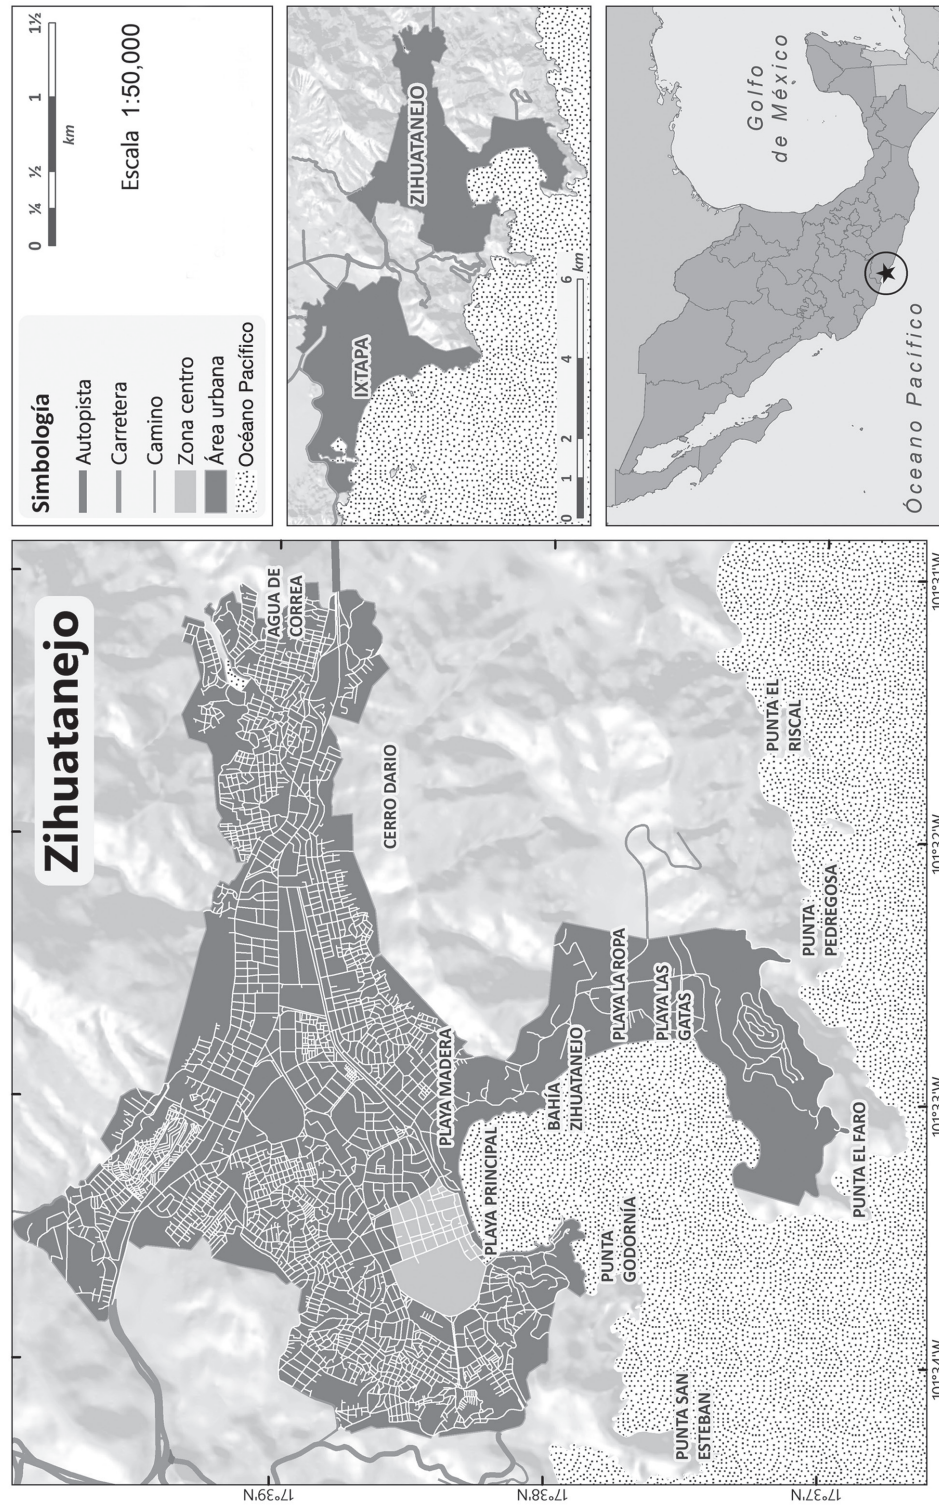 Zihuatanejo
AGUA DE
CORREA
CERRO DARIO
PLAYA MADERA
PLAYA PRINCIPAL
BAHÍA
ZIHUATANEJO
PLAYA LA ROPA
PLAYA LAS
GATAS
PUNTA
GODORNÍA
PUNTA SAN
ESTEBAN
PUNTA EL FARO
PUNTA
PEDREGOSA
PUNTA EL
RISCAL
17°39'N
17°38'N
17°37'N
101°34'W
101°33'W
101°32'W
101°31'W
Simbología
Autopista
Carretera
Camino
Zona centro
Área urbana
Océano Pacífico
0 ¼ ½ 1 1½
km
Escala 1:50,000
IXTAPA
ZIHUATANEJO
0 1 2 4 6
km
Golfo
de México
Óceano Pacífico